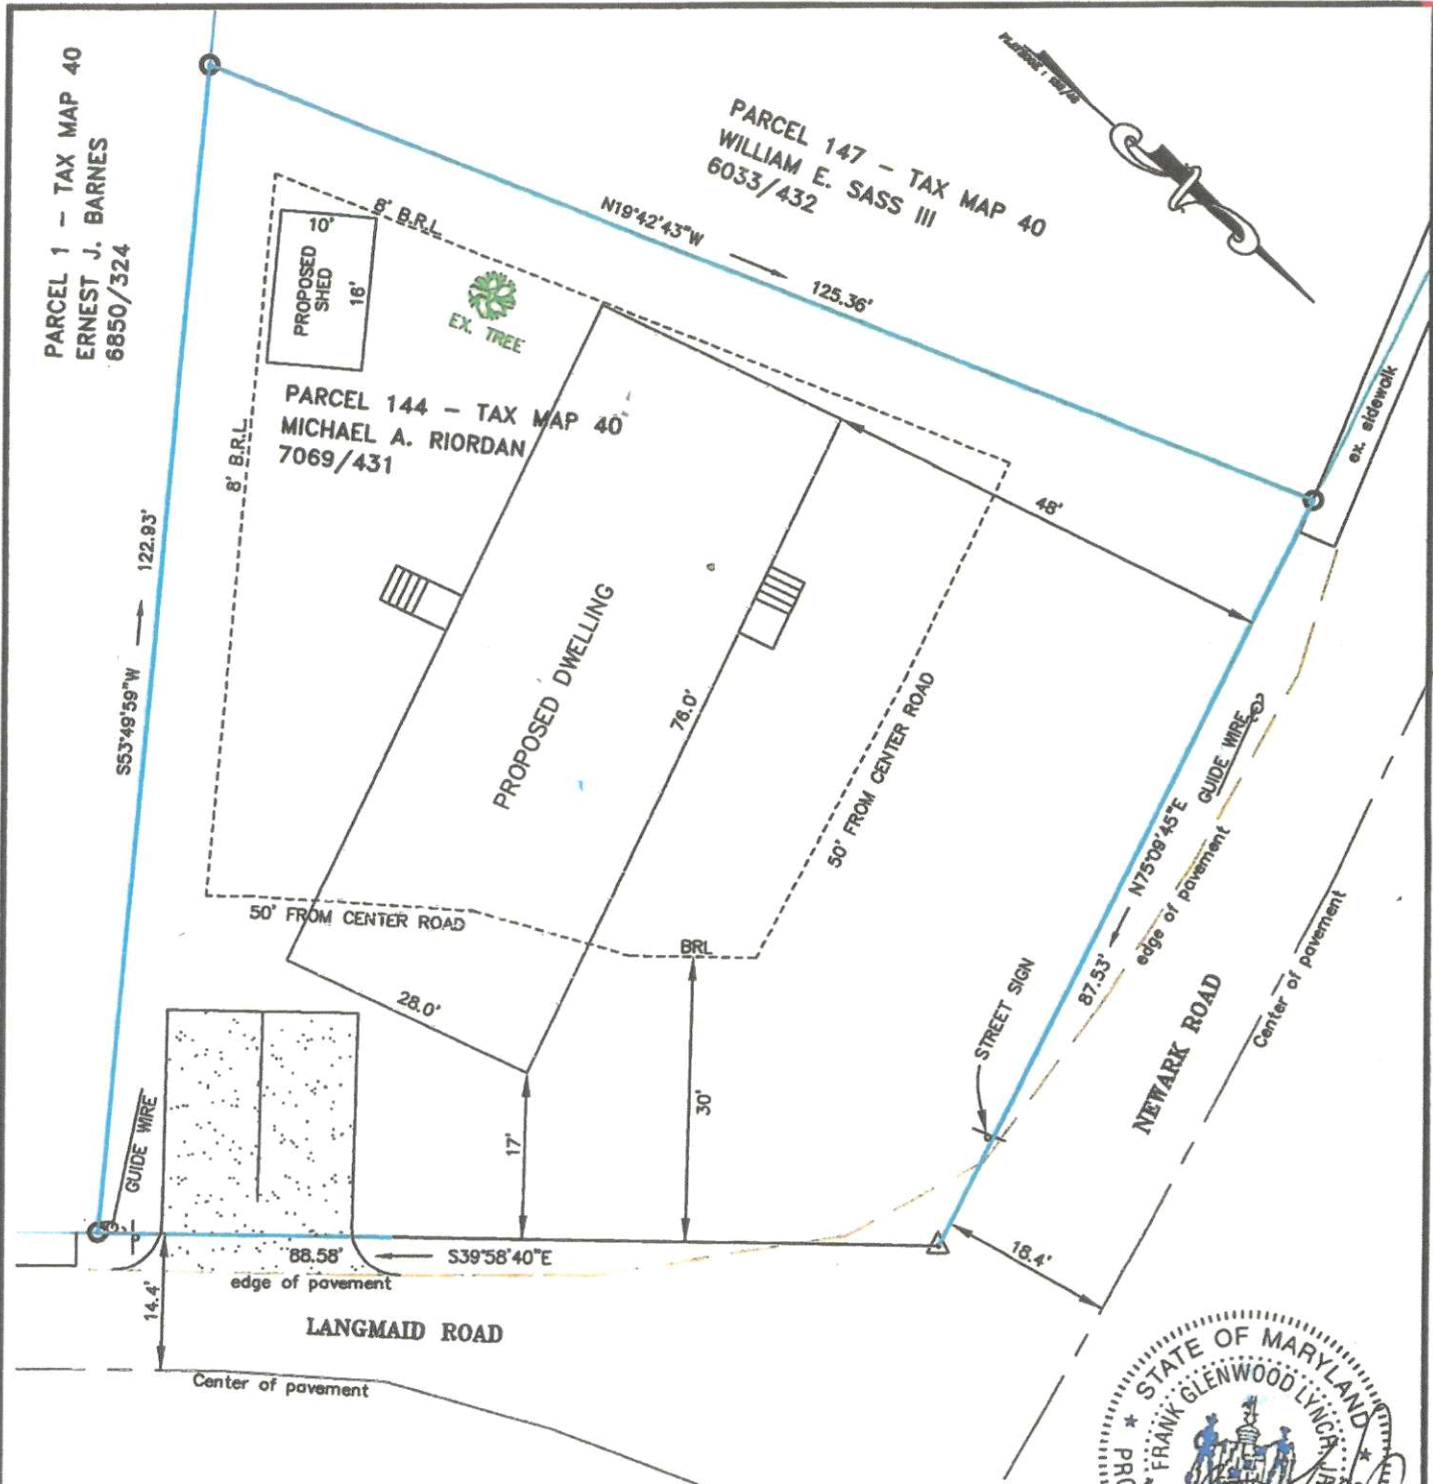 PARCEL 1 – TAX MAP 40
ERNEST J. BARNES
6850/324
PARCEL 147 – TAX MAP 40
WILLIAM E. SASS III
6033/432
N19°42'43"W
125.36'
8' B.R.L.
10'
PROPOSED
SHED
16'
EX. TREE
PARCEL 144 – TAX MAP 40
MICHAEL A. RIORDAN
7069/431
8' B.R.L.
S53°49'59"W
122.93'
48'
ex. sidewalk
PROPOSED DWELLING
76.0'
50' FROM CENTER ROAD
GUIDE WIRE
N75°09'45"E
87.53'
edge of pavement
Center of pavement
NEWARK ROAD
STREET SIGN
50' FROM CENTER ROAD
BRL
28.0'
17'
30'
GUIDE WIRE
88.58'
S39°58'40"E
edge of pavement
14.4'
18.4'
LANGMAID ROAD
Center of pavement
STATE OF MARYLAND
FRANK GLENWOOD LYNCH